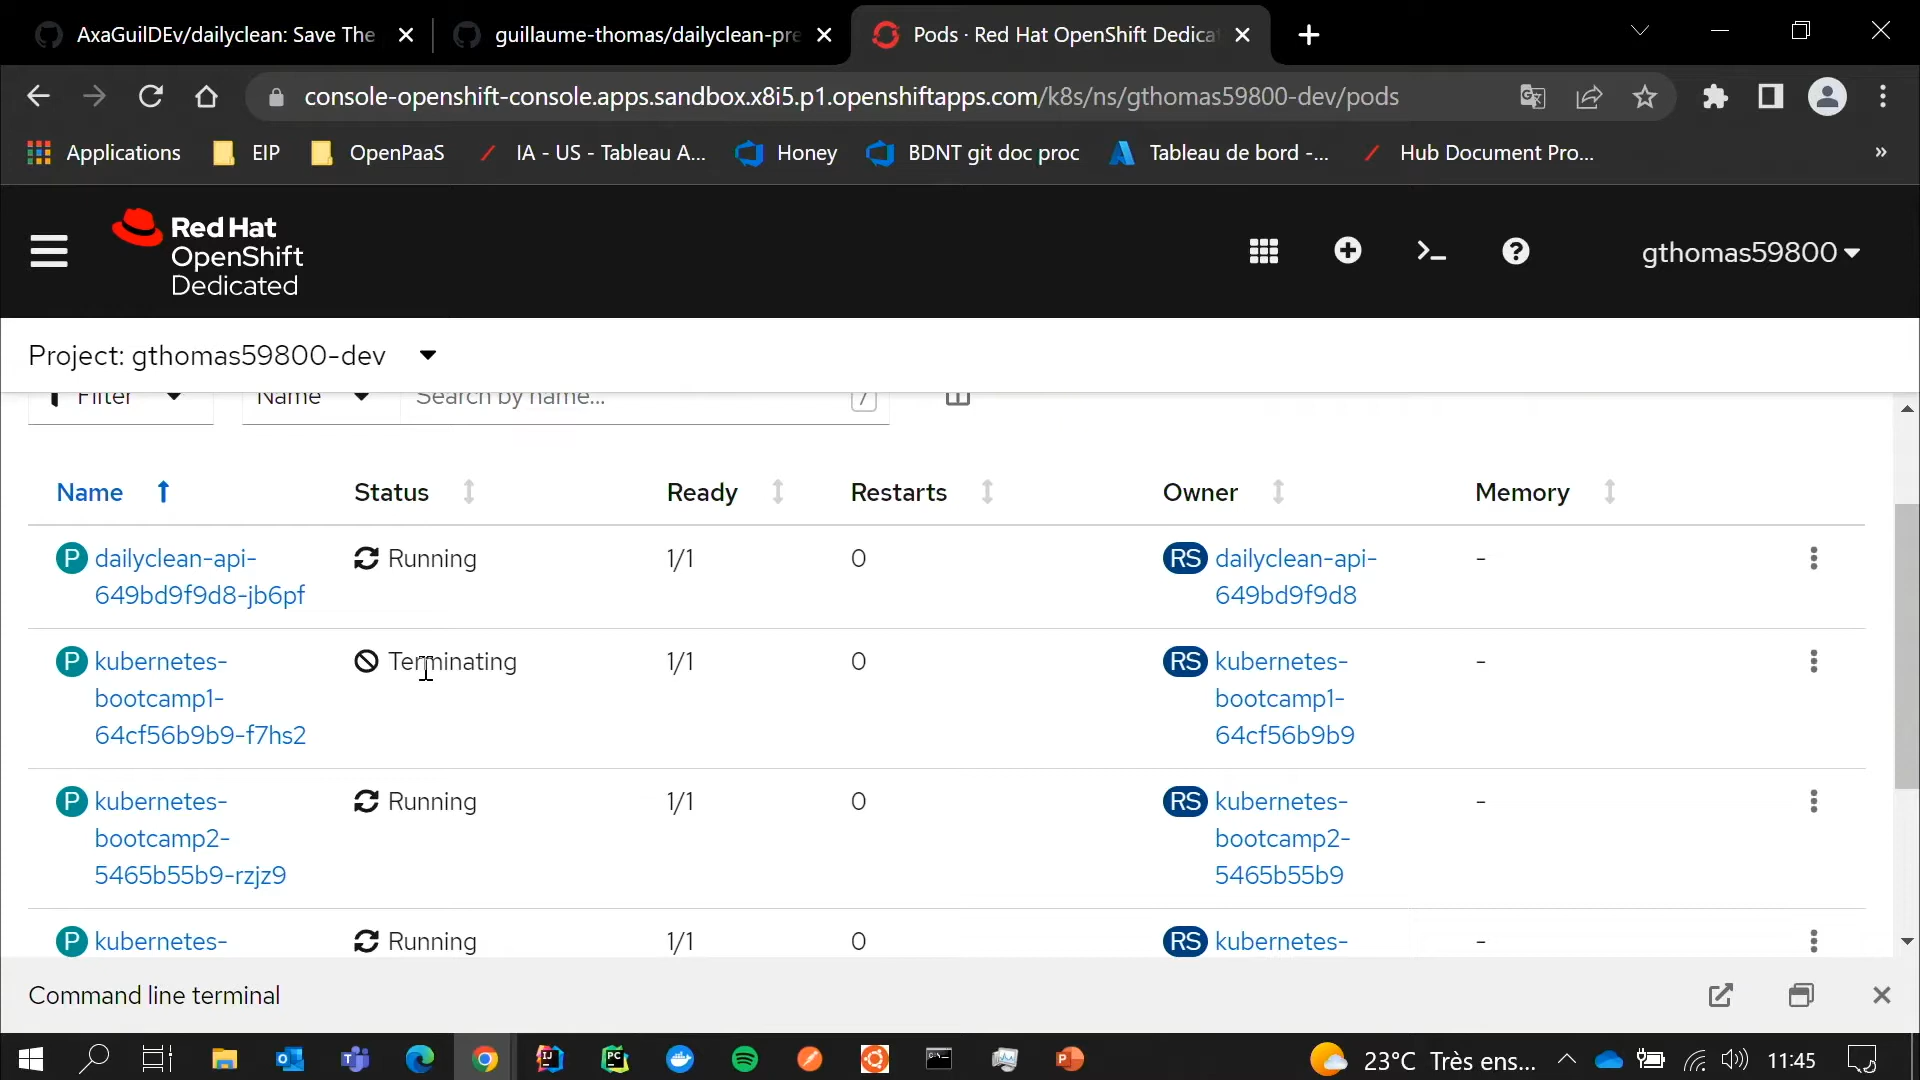 AxaGuilDEv/dailyclean: Save The
guillaume-thomas/dailyclean-pre
Pods · Red Hat OpenShift Dedicat
console-openshift-console.apps.sandbox.x8i5.p1.openshiftapps.com/k8s/ns/gthomas59800-dev/pods
Applications
EIP
OpenPaaS
IA - US - Tableau A...
Honey
BDNT git doc proc
Tableau de bord -...
Hub Document Pro...
»
Red Hat
OpenShift
Dedicated
gthomas59800
Project: gthomas59800-dev
Filter
Name
Search by name...
/
Name Status Ready Restarts Owner Memory
P dailyclean-api- Running 1/1 0 RS dailyclean-api- -
649bd9f9d8-jb6pf 649bd9f9d8
P kubernetes- Terminating 1/1 0 RS kubernetes- -
bootcamp1- bootcamp1-
64cf56b9b9-f7hs2 64cf56b9b9
P kubernetes- Running 1/1 0 RS kubernetes- -
bootcamp2- bootcamp2-
5465b55b9-rzjz9 5465b55b9
P kubernetes- Running 1/1 0 RS kubernetes- -
Command line terminal
23°C Très ens... 11:45